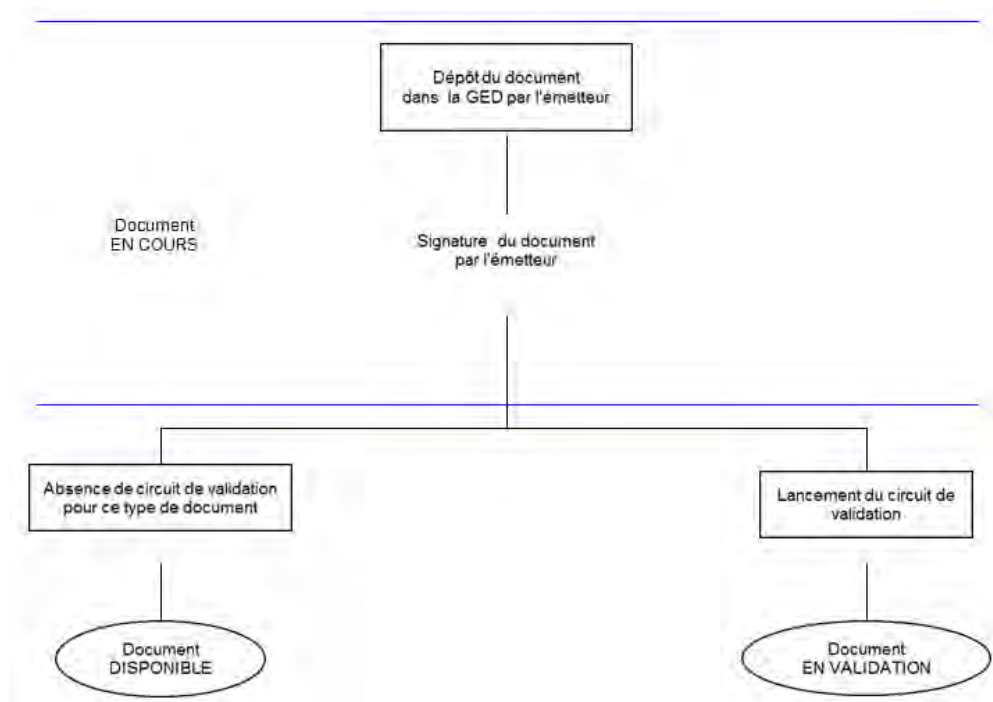 Dépôt du document
dans la GED par l'émetteur
Document
EN COURS
Signature du document
par l'émetteur
Absence de circuit de validation
pour ce type de document
Lancement du circuit de
validation
Document
DISPONIBLE
Document
EN VALIDATION